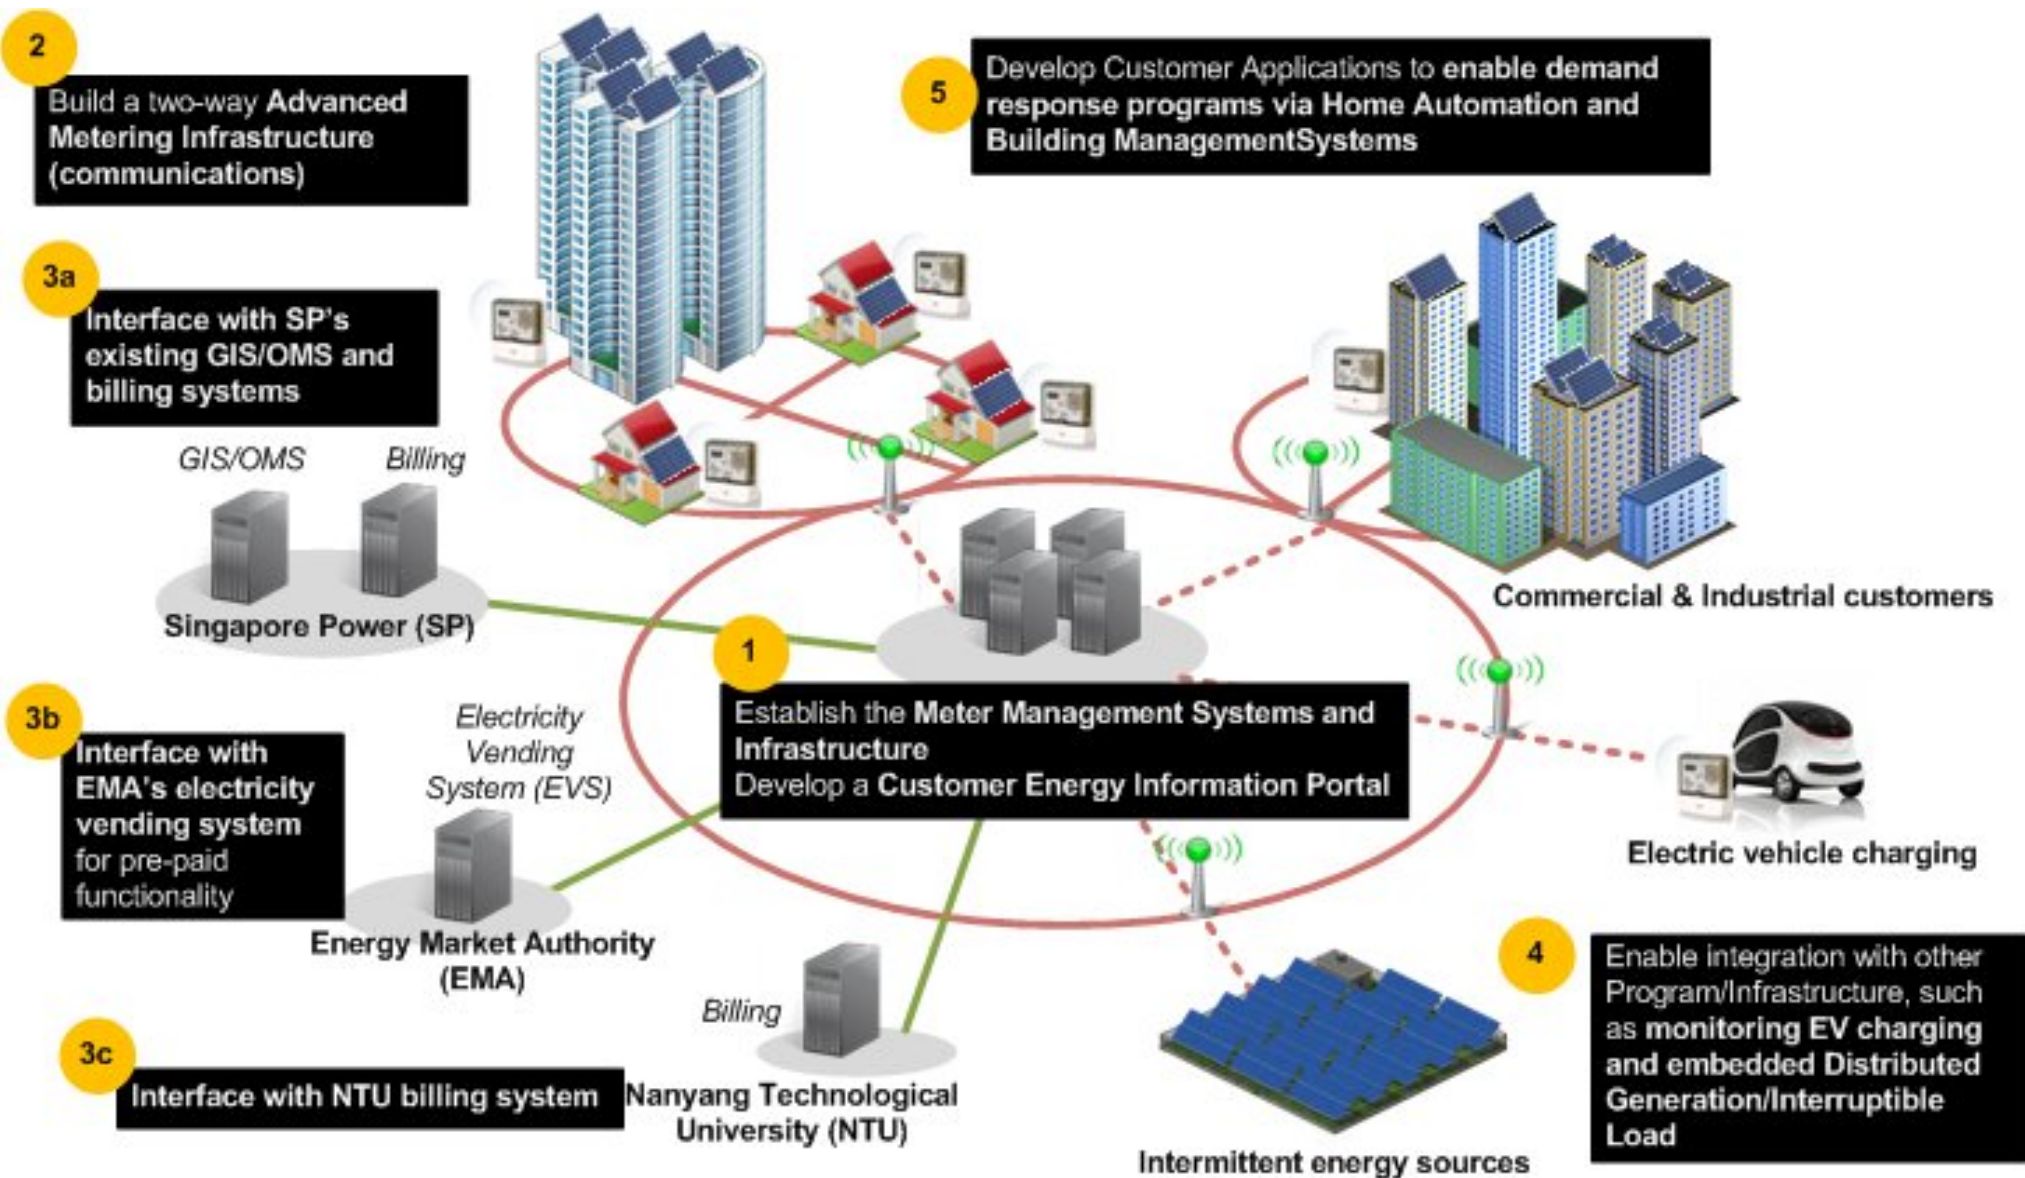 2
Build a two-way Advanced
Metering Infrastructure
(communications)
5
Develop Customer Applications to enable demand
response programs via Home Automation and
Building ManagementSystems
3a
Interface with SP's
existing GIS/OMS and
billing systems
GIS/OMS
Billing
Singapore Power (SP)
Commercial & Industrial customers
1
Establish the Meter Management Systems and
Infrastructure
Develop a Customer Energy Information Portal
3b
Interface with
EMA's electricity
vending system
for pre-paid
functionality
Electricity
Vending
System (EVS)
Energy Market Authority
(EMA)
Electric vehicle charging
4
Enable integration with other
Program/Infrastructure, such
as monitoring EV charging
and embedded Distributed
Generation/Interruptible
Load
3c
Interface with NTU billing system
Billing
Nanyang Technological
University (NTU)
Intermittent energy sources